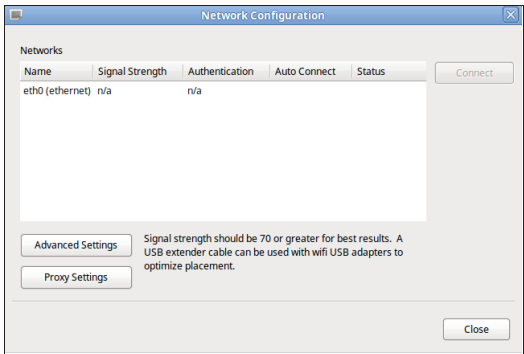 Network Configuration
Networks
Name Signal Strength Authentication Auto Connect Status
Connect
eth0 (ethernet) n/a n/a
Advanced Settings
Signal strength should be 70 or greater for best results. A
USB extender cable can be used with wifi USB adapters to
optimize placement.
Proxy Settings
Close